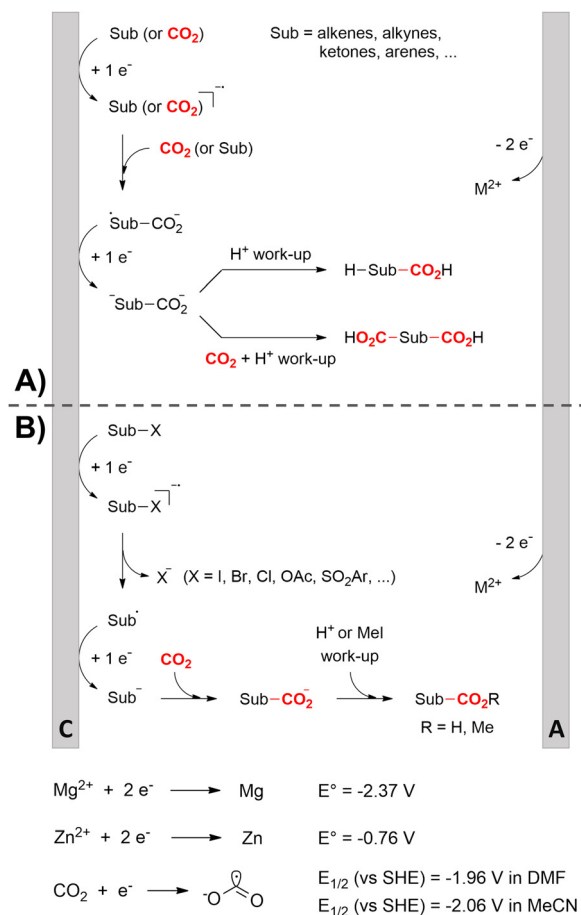 Sub (or CO₂)
+ 1 e⁻
Sub (or CO₂)⁻•
CO₂ (or Sub)
•Sub–CO₂⁻
+ 1 e⁻
⁻Sub–CO₂⁻
Sub = alkenes, alkynes,
ketones, arenes, ...
- 2 e⁻
M²⁺
H⁺ work-up
H–Sub–CO₂H
HO₂C–Sub–CO₂H
CO₂ + H⁺ work-up
A)
B)
Sub–X
+ 1 e⁻
Sub–X⁻•
X⁻ (X = I, Br, Cl, OAc, SO₂Ar, ...)
- 2 e⁻
M²⁺
Sub•
+ 1 e⁻
Sub⁻
CO₂
Sub–CO₂⁻
H⁺ or MeI
work-up
Sub–CO₂R
R = H, Me
C
A
Mg²⁺ + 2 e⁻ ⟶ Mg E° = -2.37 V
Zn²⁺ + 2 e⁻ ⟶ Zn E° = -0.76 V
CO₂ + e⁻ ⟶ ⁻O O
E₁/₂ (vs SHE) = -1.96 V in DMF
E₁/₂ (vs SHE) = -2.06 V in MeCN